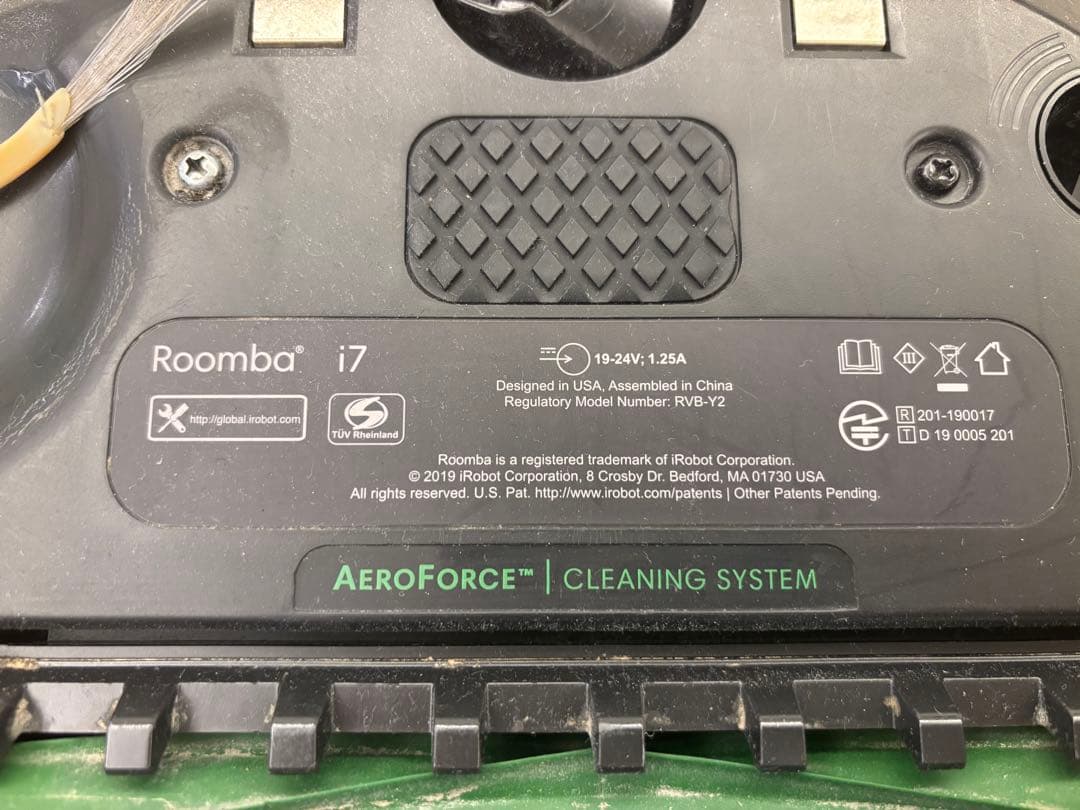 Roomba® i7
19-24V; 1.25A
Designed in USA, Assembled in China
Regulatory Model Number: RVB-Y2
http://global.irobot.com
TÜV Rheinland
III
R 201-190017
T D 19 0005 201
Roomba is a registered trademark of iRobot Corporation.
© 2019 iRobot Corporation, 8 Crosby Dr. Bedford, MA 01730 USA
All rights reserved. U.S. Pat. http://www.irobot.com/patents | Other Patents Pending.
AEROFORCE™ | CLEANING SYSTEM